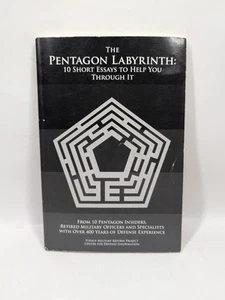 The
Pentagon Labyrinth:
10 Short Essays to Help You
Through It
From 10 Pentagon Insiders,
Retired Military Officers and Specialists
with Over 400 Years of Defense Experience
Straus Military Reform Project
Center for Defense Information